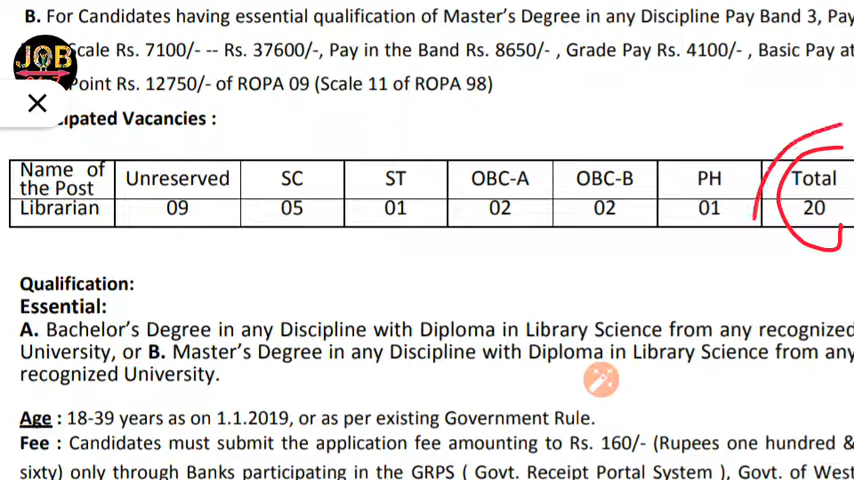 B. For Candidates having essential qualification of Master's Degree in any Discipline Pay Band 3, Pay
Scale Rs. 7100/- -- Rs. 37600/-, Pay in the Band Rs. 8650/- , Grade Pay Rs. 4100/- , Basic Pay at
Point Rs. 12750/- of ROPA 09 (Scale 11 of ROPA 98)
JOB
Vacancies :
Name of the Post Unreserved SC ST OBC-A OBC-B PH Total
Librarian 09 05 01 02 02 01 20
Qualification:
Essential:
A. Bachelor's Degree in any Discipline with Diploma in Library Science from any recognized
University, or B. Master's Degree in any Discipline with Diploma in Library Science from any
recognized University.
Age : 18-39 years as on 1.1.2019, or as per existing Government Rule.
Fee : Candidates must submit the application fee amounting to Rs. 160/- (Rupees one hundred &
sixty) only through Banks participating in the GRPS ( Govt. Receipt Portal System ), Govt. of West